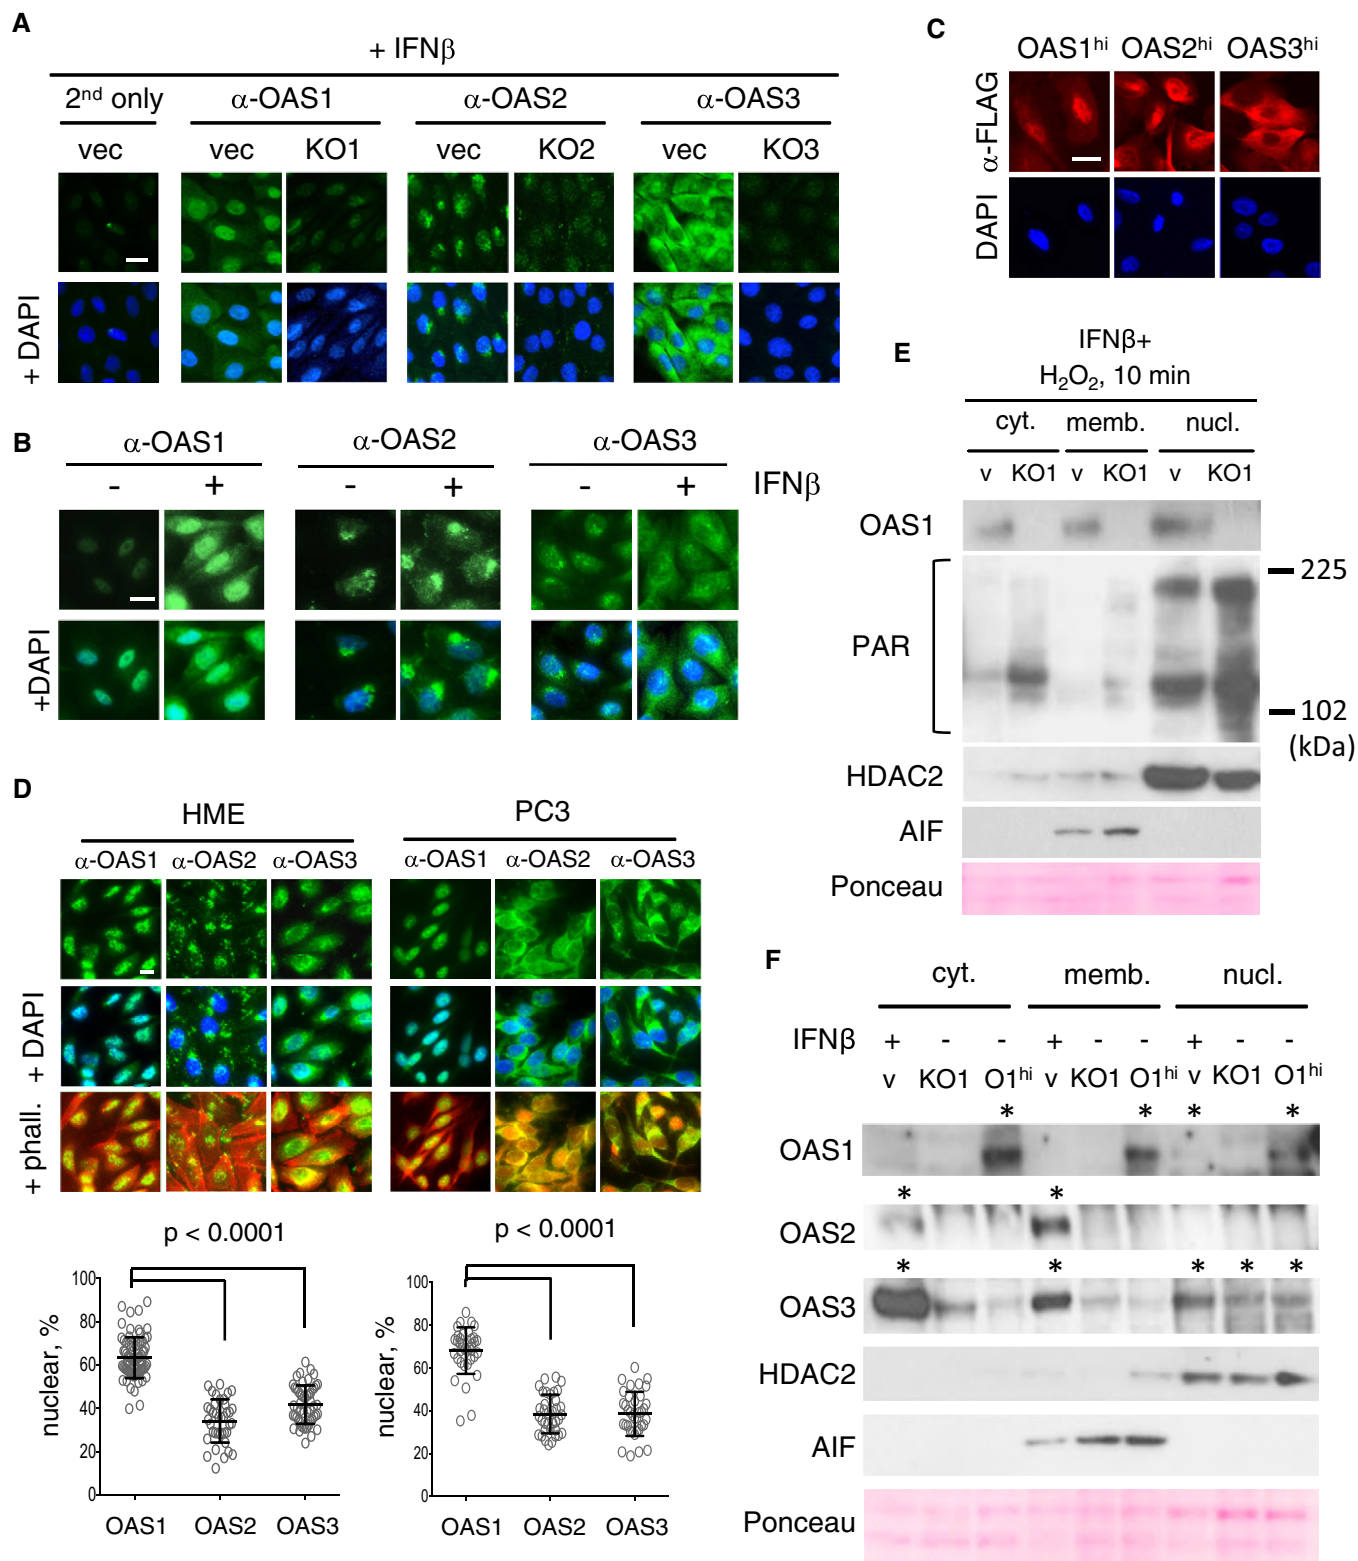 A
+ IFNβ
2nd only α-OAS1 α-OAS2 α-OAS3
vec vec KO1 vec KO2 vec KO3
+ DAPI
B
α-OAS1 α-OAS2 α-OAS3
- + - + - + IFNβ
+DAPI
C
OAS1hi OAS2hi OAS3hi
α-FLAG
DAPI
D
HME PC3
α-OAS1 α-OAS2 α-OAS3 α-OAS1 α-OAS2 α-OAS3
+ DAPI
+ phall.
p < 0.0001 p < 0.0001
nuclear, %
100
80
60
40
20
0
OAS1 OAS2 OAS3
nuclear, %
100
80
60
40
20
0
OAS1 OAS2 OAS3
E
IFNβ+
H2O2, 10 min
cyt. memb. nucl.
v KO1 v KO1 v KO1
OAS1
225
PAR
102
(kDa)
HDAC2
AIF
Ponceau
F
cyt. memb. nucl.
IFNβ + - - + - - + - -
v KO1 O1hi v KO1 O1hi v KO1 O1hi
* * * *
OAS1
* *
OAS2
* * * * *
OAS3
HDAC2
AIF
Ponceau